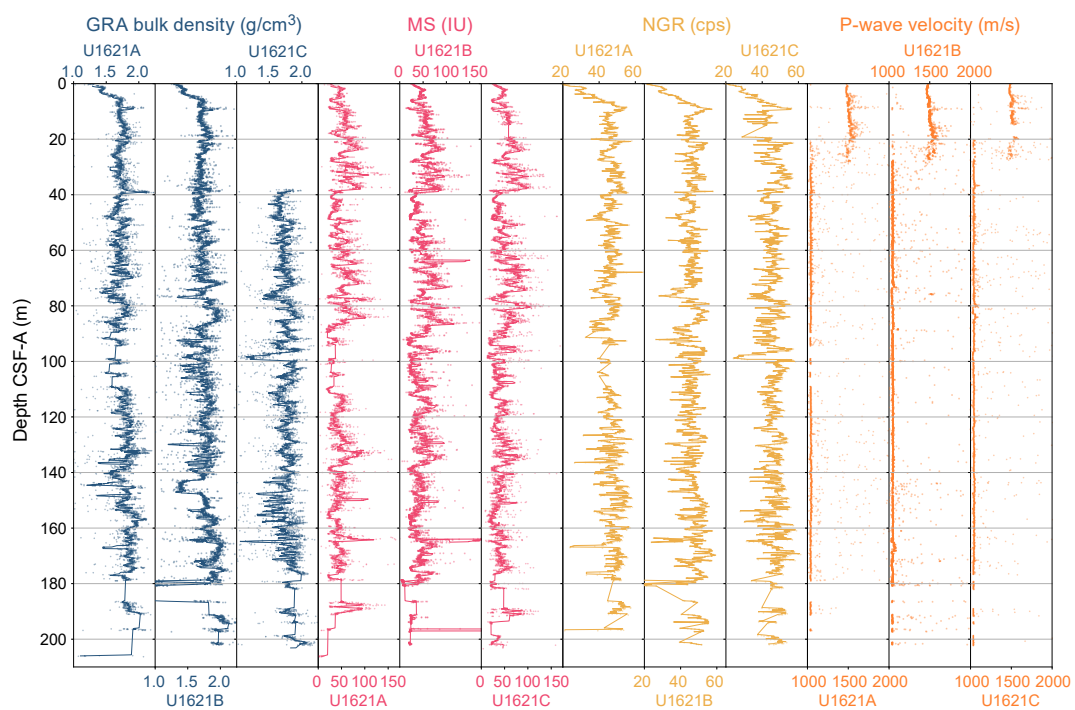 GRA bulk density (g/cm³) MS (IU) NGR (cps) P-wave velocity (m/s)
U1621A U1621C U1621B U1621A U1621C U1621B
1.0 1.5 2.0 1.0 1.5 2.0 0 50 100 150 20 40 60 20 40 60 1000 1500 2000
0
20
40
60
80
100
120
140
160
180
200
Depth CSF-A (m)
1.0 1.5 2.0 0 50 100 150 0 50 100 150 20 40 60 1000 1500 2000 1000 1500 2000
U1621B U1621A U1621C U1621B U1621A U1621C